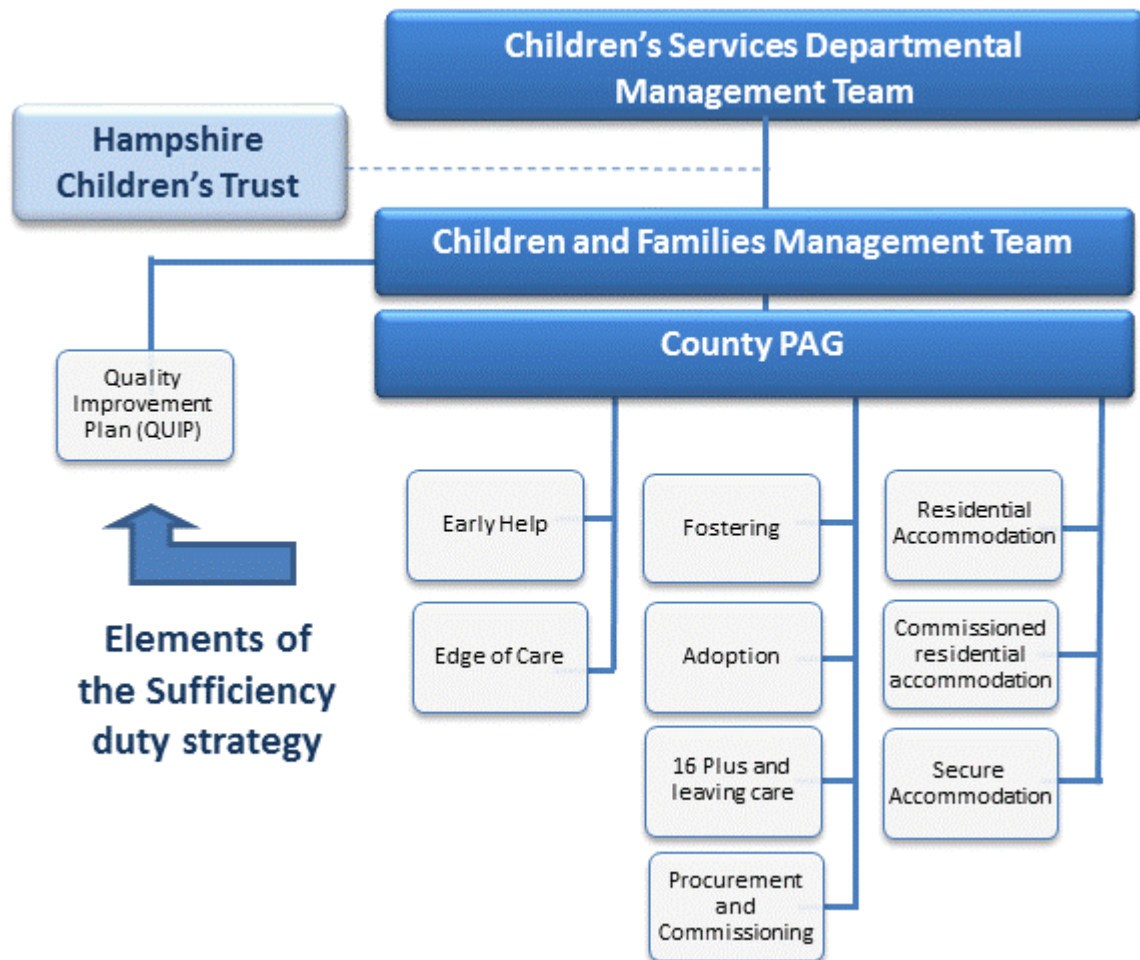 Children's Services Departmental
Management Team
Hampshire
Children's Trust
Children and Families Management Team
County PAG
Quality
Improvement
Plan (QUIP)
Early Help
Fostering
Residential
Accommodation
Edge of Care
Adoption
Commissioned
residential
accommodation
Elements of
the Sufficiency
duty strategy
16 Plus and
leaving care
Secure
Accommodation
Procurement
and
Commissioning